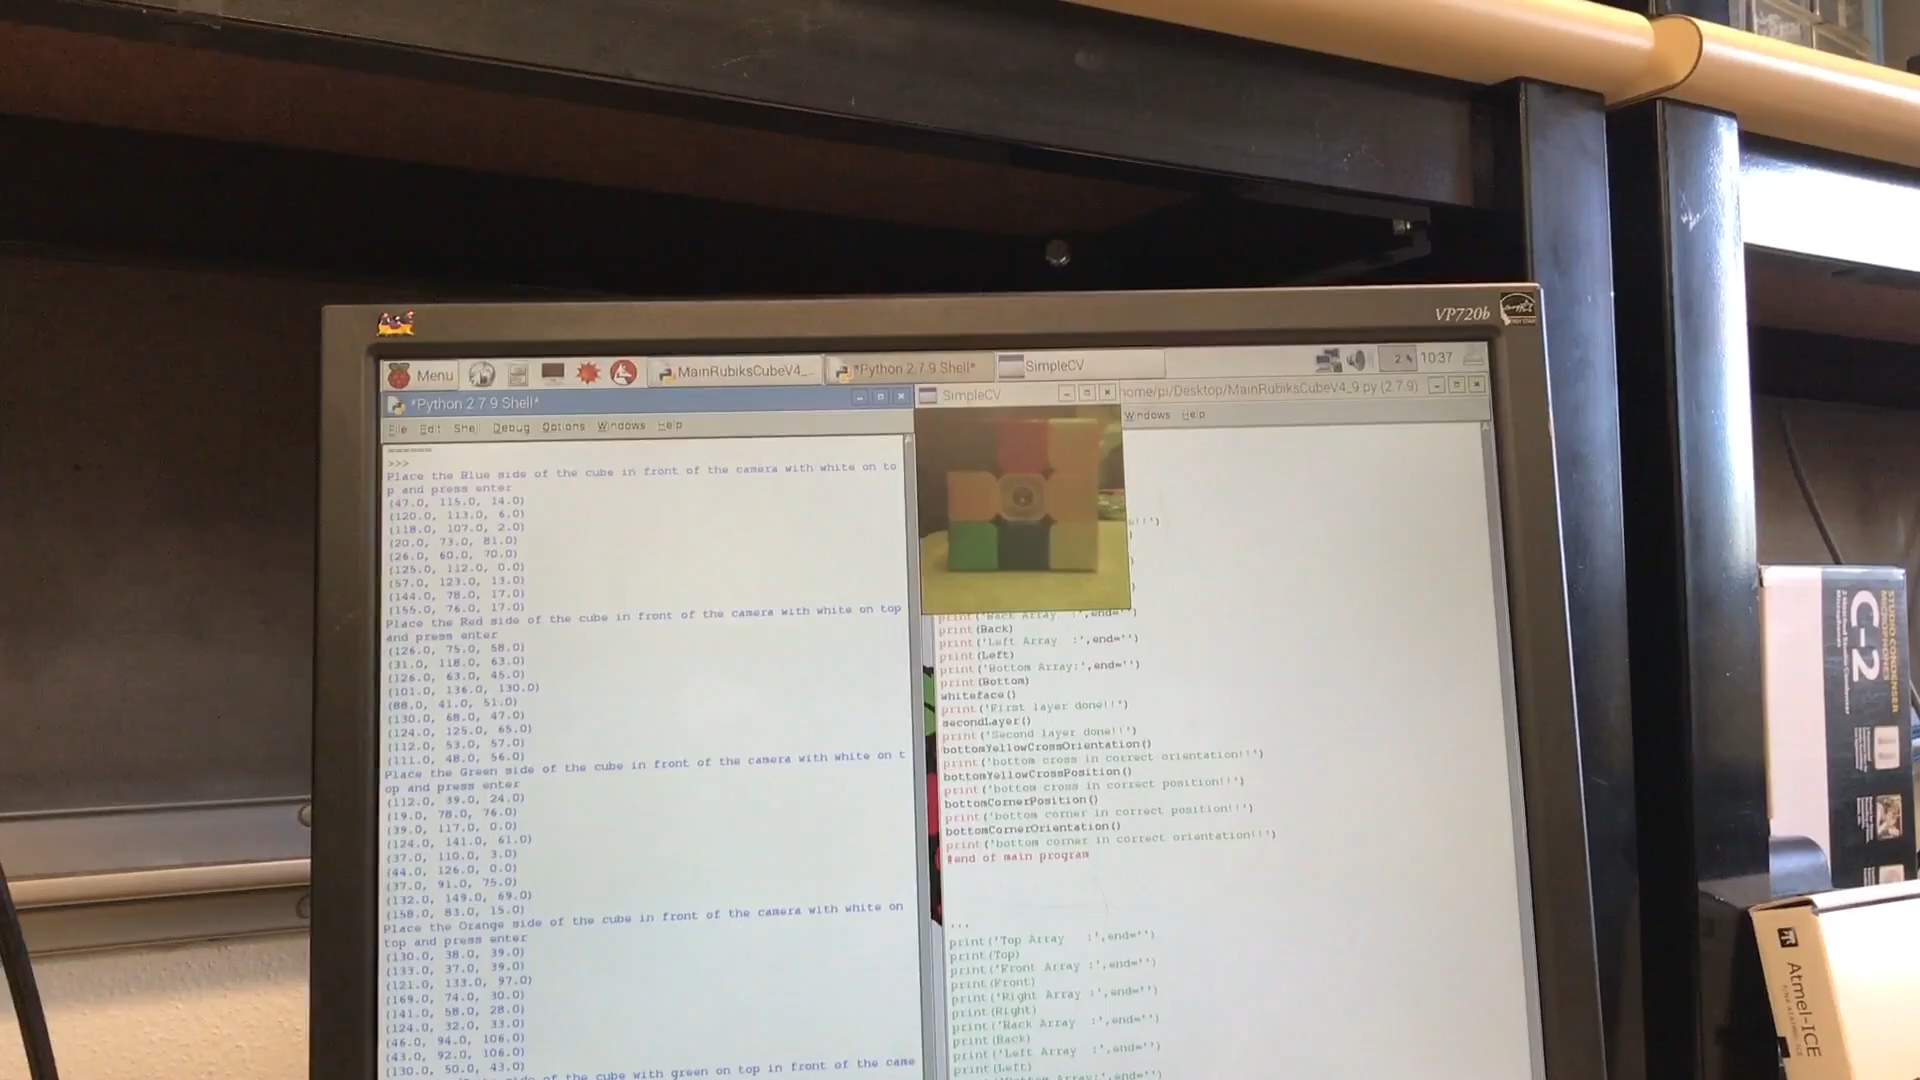 VP720b
Menu
MainRubiksCubeV4_...
*Python 2.7.9 Shell*
SimpleCV
2 %
10:37
*Python 2.7.9 Shell*
File Edit Shell Debug Options Windows Help
======
>>>
Place the Blue side of the cube in front of the camera with white on to
p and press enter
(47.0, 115.0, 14.0)
(120.0, 113.0, 6.0)
(118.0, 107.0, 2.0)
(20.0, 73.0, 81.0)
(26.0, 60.0, 70.0)
(125.0, 112.0, 0.0)
(57.0, 123.0, 13.0)
(144.0, 78.0, 17.0)
(155.0, 76.0, 17.0)
Place the Red side of the cube in front of the camera with white on top
and press enter
(126.0, 75.0, 58.0)
(31.0, 118.0, 63.0)
(126.0, 63.0, 45.0)
(101.0, 136.0, 130.0)
(88.0, 41.0, 51.0)
(130.0, 68.0, 47.0)
(124.0, 125.0, 65.0)
(112.0, 53.0, 57.0)
(111.0, 48.0, 56.0)
Place the Green side of the cube in front of the camera with white on t
op and press enter
(112.0, 39.0, 24.0)
(19.0, 78.0, 76.0)
(39.0, 117.0, 0.0)
(124.0, 141.0, 61.0)
(37.0, 110.0, 3.0)
(44.0, 126.0, 0.0)
(37.0, 91.0, 75.0)
(132.0, 149.0, 69.0)
(158.0, 83.0, 15.0)
Place the Orange side of the cube in front of the camera with white on
top and press enter
(130.0, 38.0, 39.0)
(133.0, 37.0, 39.0)
(121.0, 133.0, 97.0)
(169.0, 74.0, 30.0)
(141.0, 58.0, 28.0)
(124.0, 32.0, 33.0)
(46.0, 94.0, 106.0)
(43.0, 92.0, 106.0)
(130.0, 50.0, 43.0)
side of the cube with green on top in front of the came
SimpleCV
home/pi/Desktop/MainRubiksCubeV4_9.py (2.7.9)
Windows Help
!!')
print('Back Array :',end='')
print(Back)
print('Left Array :',end='')
print(Left)
print('Bottom Array:',end='')
print(Bottom)
whiteface()
print('First layer done!!')
secondLayer()
print('Second layer done!!')
bottomYellowCrossOrientation()
print('bottom cross in correct orientation!!')
bottomYellowCrossPosition()
print('bottom cross in correct position!!')
bottomCornerPosition()
print('bottom corner in correct position!!')
bottomCornerOrientation()
print('bottom corner in correct orientation!!')
#end of main program
'''
print('Top Array :',end='')
print(Top)
print('Front Array :',end='')
print(Front)
print('Right Array :',end='')
print(Right)
print('Back Array :',end='')
print(Back)
print('Left Array :',end='')
print(Left)
C-2
STUDIO CONDENSER
MICROPHONES
Atmel-ICE